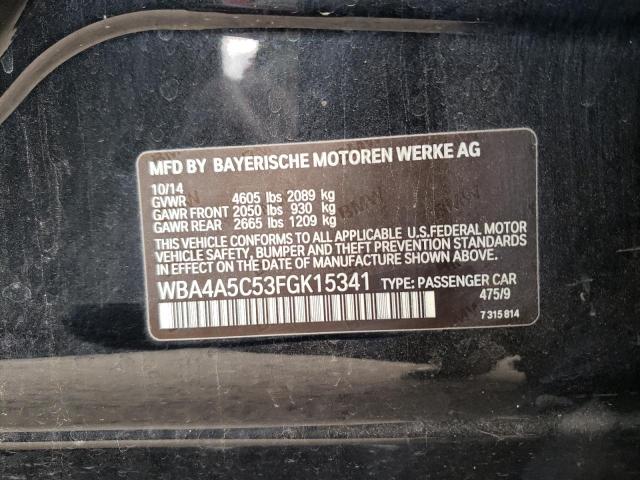 MFD BY BAYERISCHE MOTOREN WERKE AG
10/14
GVWR 4605 lbs 2089 kg
GAWR FRONT 2050 lbs 930 kg
GAWR REAR 2665 lbs 1209 kg
THIS VEHICLE CONFORMS TO ALL APPLICABLE U.S.FEDERAL MOTOR
VEHICLE SAFETY, BUMPER AND THEFT PREVENTION STANDARDS
IN EFFECT ON THE DATE OF MANUFACTURE SHOWN ABOVE.
WBA4A5C53FGK15341 TYPE: PASSENGER CAR
475/9
7 315 814